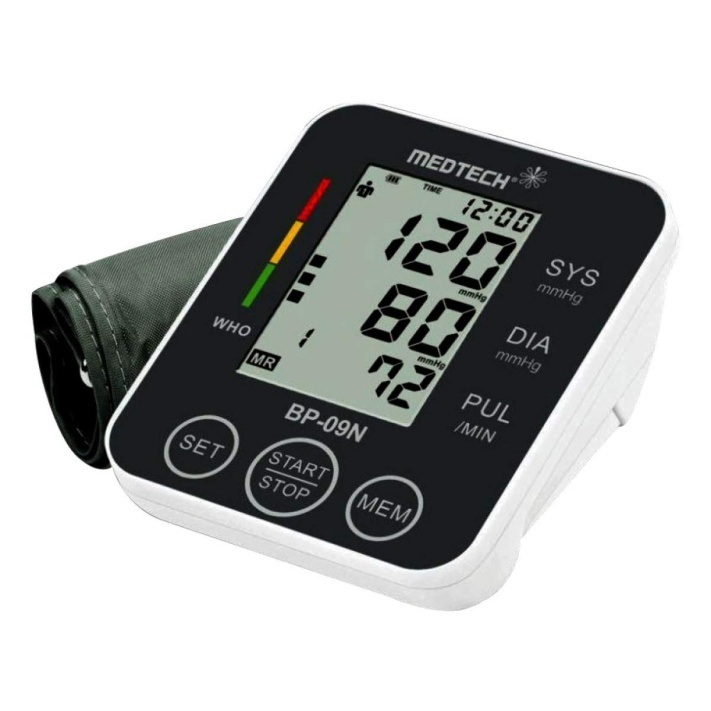 MEDTECH
TIME
12:00
120
mmHg
80
mmHg
1
72
MR
WHO
SYS
mmHg
DIA
mmHg
PUL
/MIN
BP-09N
SET
START
STOP
MEM